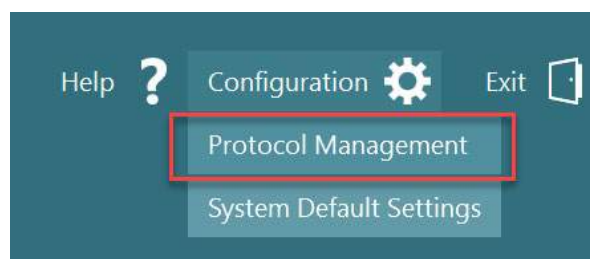 Help ? Configuration Exit
Protocol Management
System Default Settings